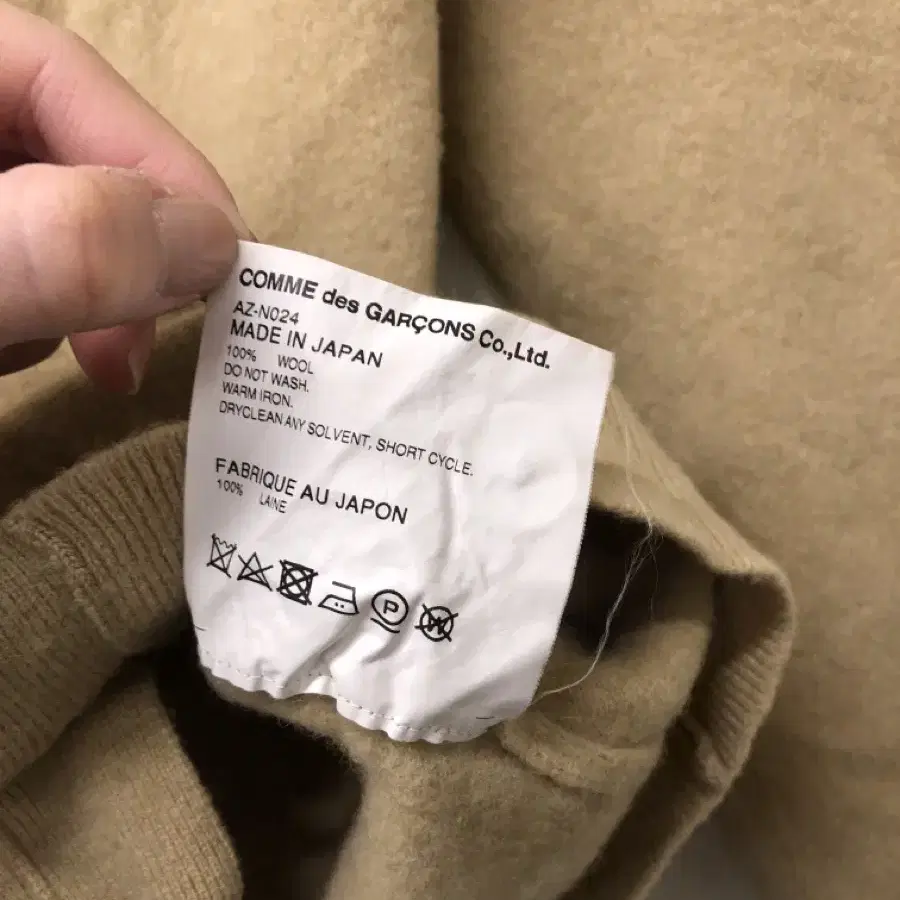 COMME des GARÇONS Co.,Ltd.
AZ-N024
MADE IN JAPAN
100% WOOL
DO NOT WASH.
WARM IRON.
DRYCLEAN ANY SOLVENT, SHORT CYCLE.
FABRIQUE AU JAPON
100% LAINE
P
W